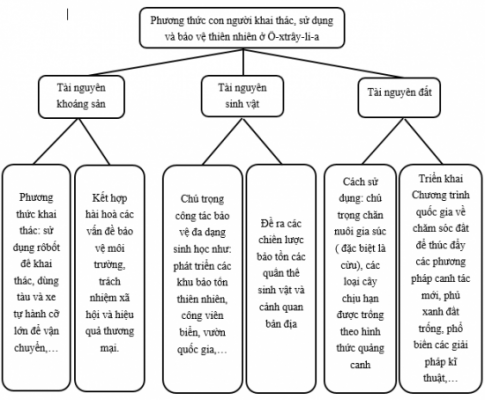 Phương thức con người khai thác, sử dụng
và bảo vệ thiên nhiên ở Ô-xtrây-li-a
Tài nguyên
khoáng sản
Tài nguyên
sinh vật
Tài nguyên đất
Phương
thức khai
thác: sử
dụng rôbốt
để khai
thác, dùng
tàu và xe
tự hành cỡ
lớn để vận
chuyển,…
Kết hợp
hài hoà các
vấn đề bảo
vệ môi
trường,
trách
nhiệm xã
hội và hiệu
quả thương
mại.
Chú trọng
công tác bảo
vệ đa dạng
sinh học như:
phát triển các
khu bảo tồn
thiên nhiên,
công viên
biển, vườn
quốc gia,…
Đề ra các
chiến lược
bảo tồn các
quần thể
sinh vật và
cảnh quan
bản địa
Cách sử
dụng: chú
trọng chăn
nuôi gia súc
( đặc biệt là
cừu), các
loại cây
chịu hạn
được trồng
theo hình
thức quảng
canh
Triển khai
Chương trình
quốc gia về
chăm sóc đất
để thúc đẩy
các phương
pháp canh tác
mới, phủ
xanh đất
trống, phổ
biến các giải
pháp kĩ
thuật,…